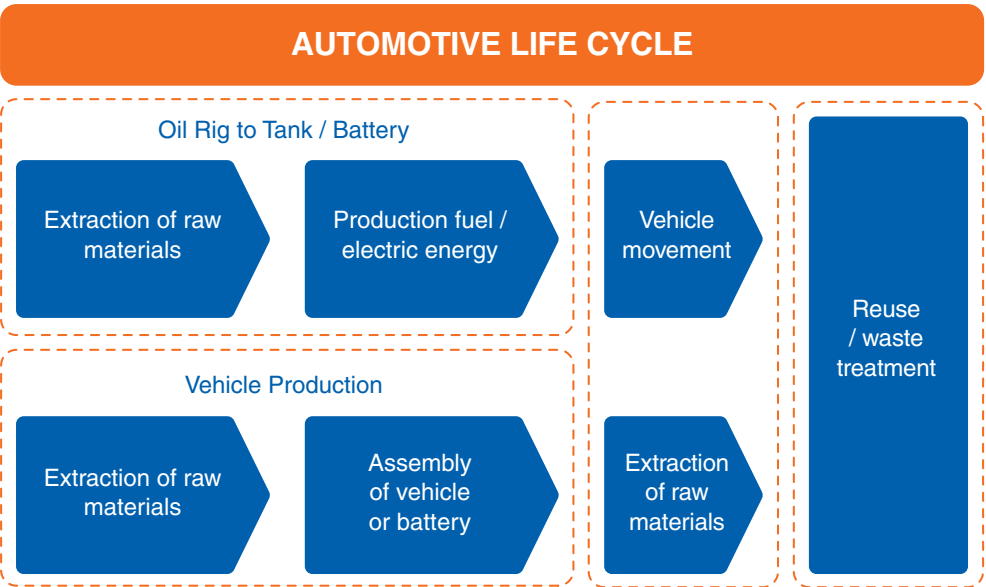 AUTOMOTIVE LIFE CYCLE
Oil Rig to Tank / Battery
Extraction of raw
materials
Production fuel /
electric energy
Vehicle
movement
Reuse
/ waste
treatment
Vehicle Production
Extraction of raw
materials
Assembly
of vehicle
or battery
Extraction
of raw
materials